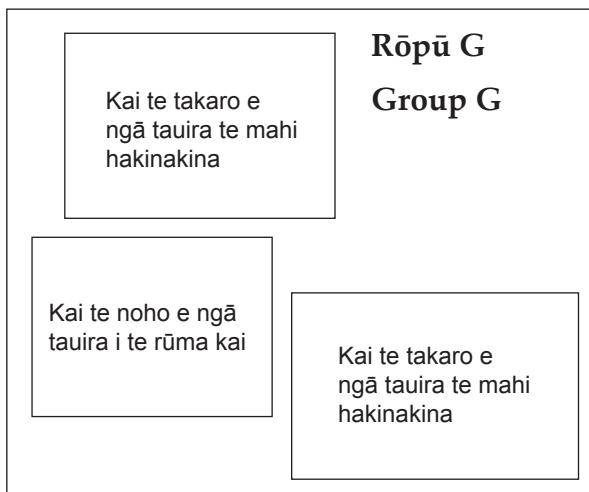 Rōpū G
Group G
Kai te takaro e
ngā tauira te mahi
hakinakina
Kai te noho e ngā
tauira i te rūma kai
Kai te takaro e
ngā tauira te mahi
hakinakina